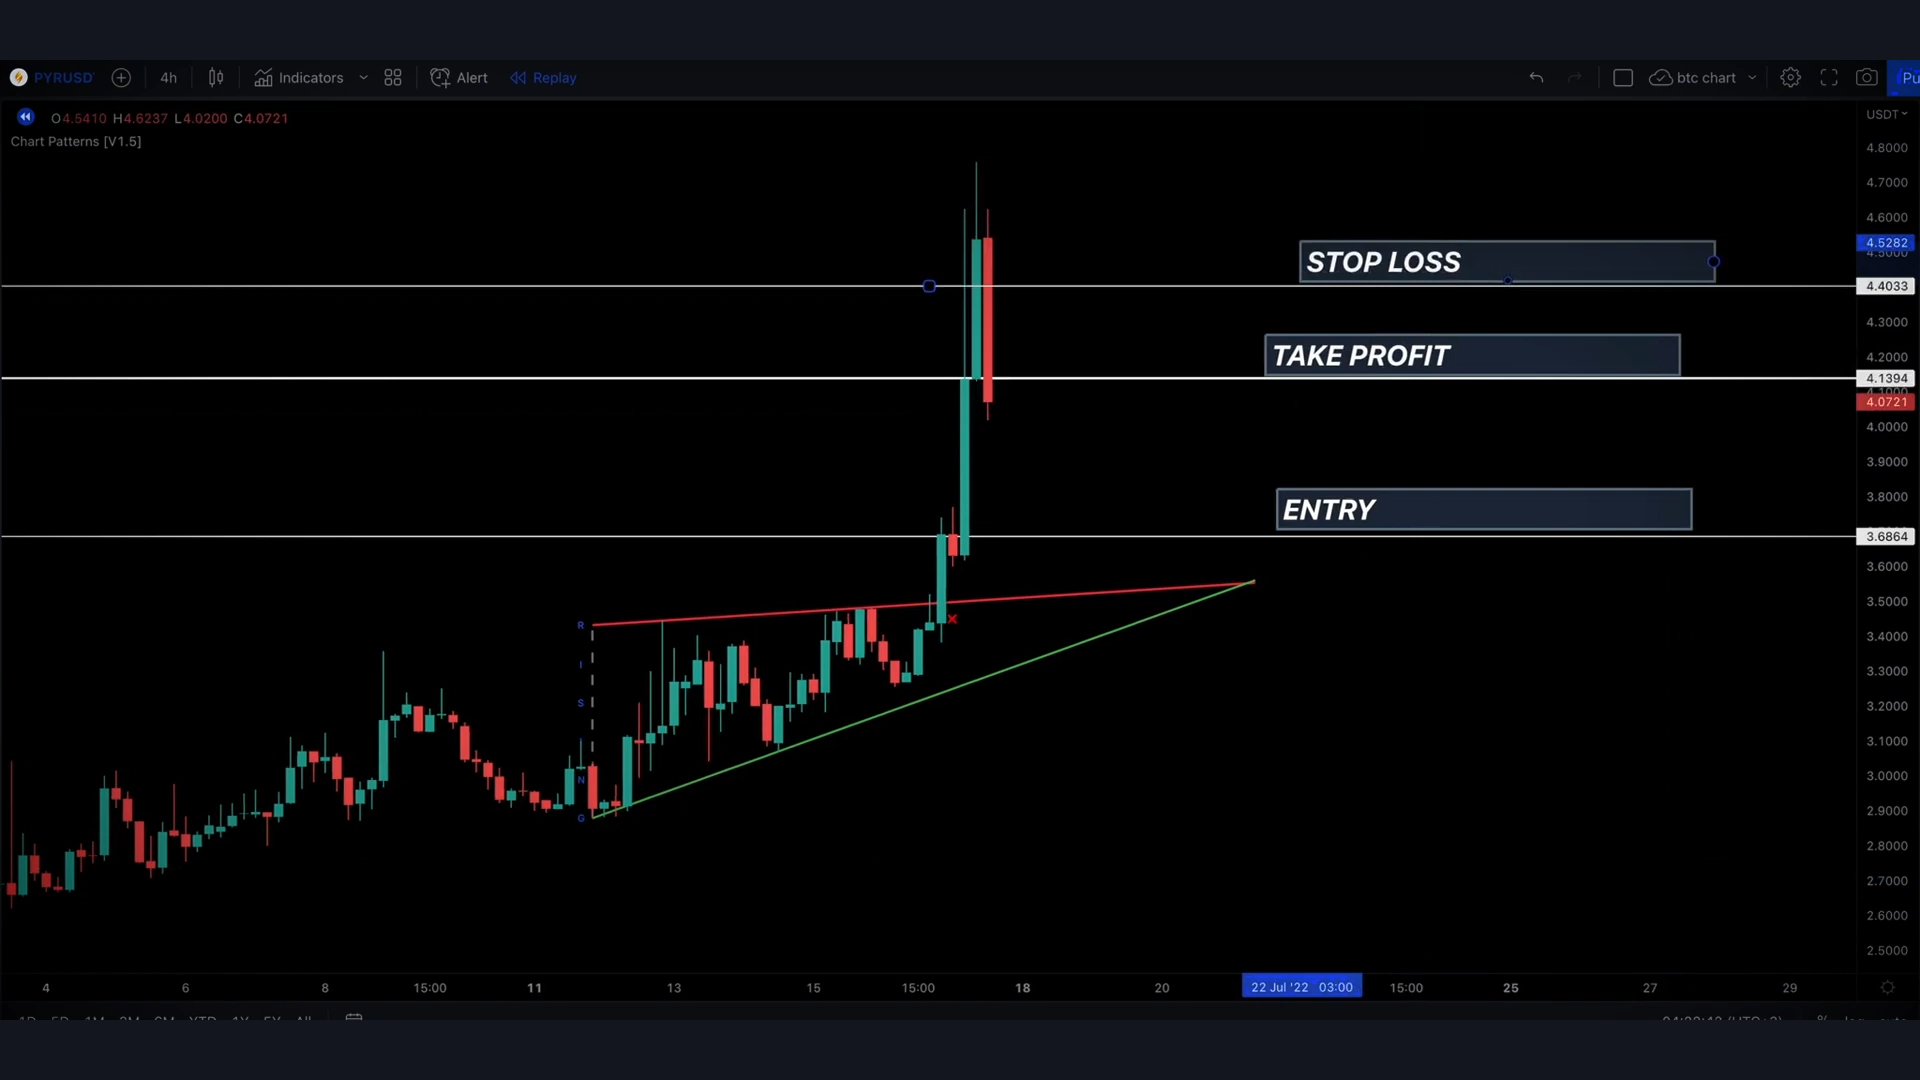 PYRUSD 4h Indicators Alert Replay btc chart Pu
O4.5410 H4.6237 L4.0200 C4.0721
USDT
Chart Patterns [V1.5]
4.8000
4.7000
4.6000
4.5282
4.5000
STOP LOSS
4.4033
4.3000
4.2000
TAKE PROFIT
4.1394
4.1000
4.0721
4.0000
3.9000
3.8000
ENTRY
3.6864
3.6000
3.5000
3.4000
3.3000
3.2000
3.1000
3.0000
2.9000
2.8000
2.7000
2.6000
2.5000
R
I
S
I
N
G
4 6 8 15:00 11 13 15 15:00 18 20 22 Jul '22 03:00 15:00 25 27 29